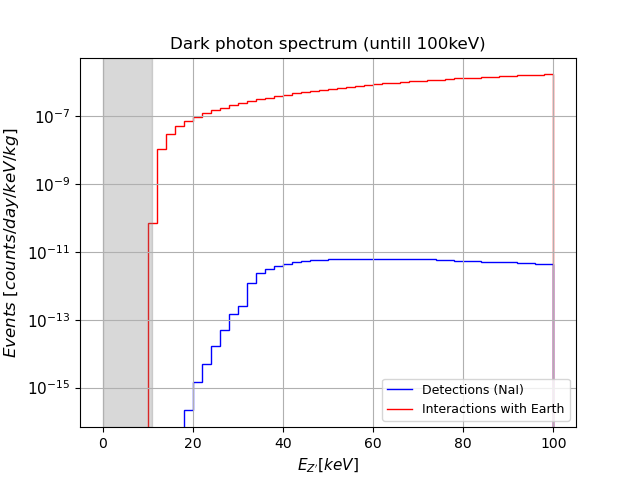 Dark photon spectrum (untill 100keV)
Events [counts/day/keV/kg]
10⁻⁷
10⁻⁹
10⁻¹¹
10⁻¹³
10⁻¹⁵
Detections (NaI)
Interactions with Earth
0 20 40 60 80 100
E_{Z'}[keV]